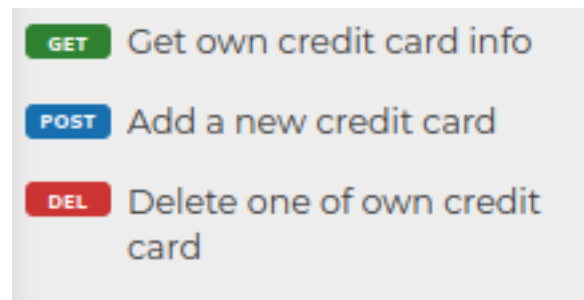 GET Get own credit card info
POST Add a new credit card
DEL Delete one of own credit
card